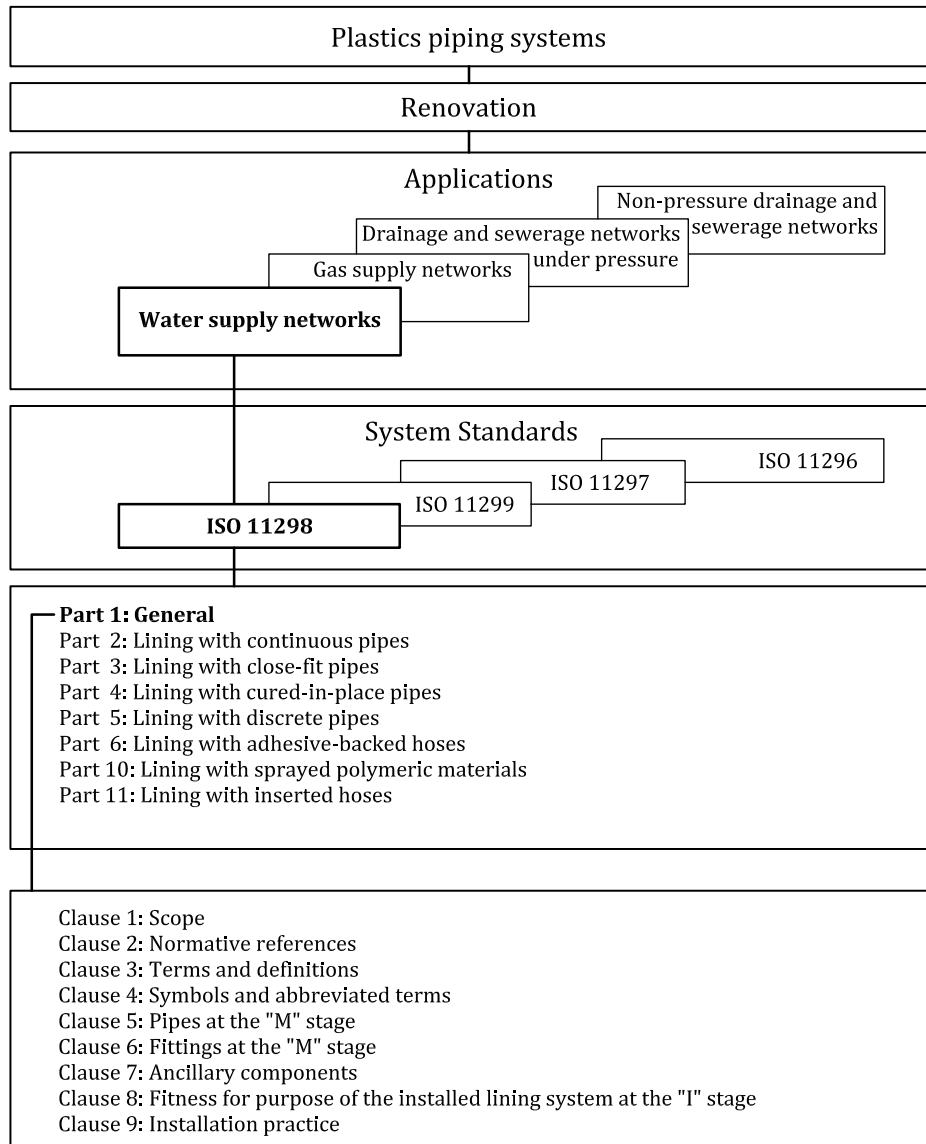 Plastics piping systems
Renovation
Applications
Non-pressure drainage and
sewerage networks
Drainage and sewerage networks
under pressure
Gas supply networks
Water supply networks
System Standards
ISO 11296
ISO 11297
ISO 11299
ISO 11298
Part 1: General
Part 2: Lining with continuous pipes
Part 3: Lining with close-fit pipes
Part 4: Lining with cured-in-place pipes
Part 5: Lining with discrete pipes
Part 6: Lining with adhesive-backed hoses
Part 10: Lining with sprayed polymeric materials
Part 11: Lining with inserted hoses
Clause 1: Scope
Clause 2: Normative references
Clause 3: Terms and definitions
Clause 4: Symbols and abbreviated terms
Clause 5: Pipes at the "M" stage
Clause 6: Fittings at the "M" stage
Clause 7: Ancillary components
Clause 8: Fitness for purpose of the installed lining system at the "I" stage
Clause 9: Installation practice